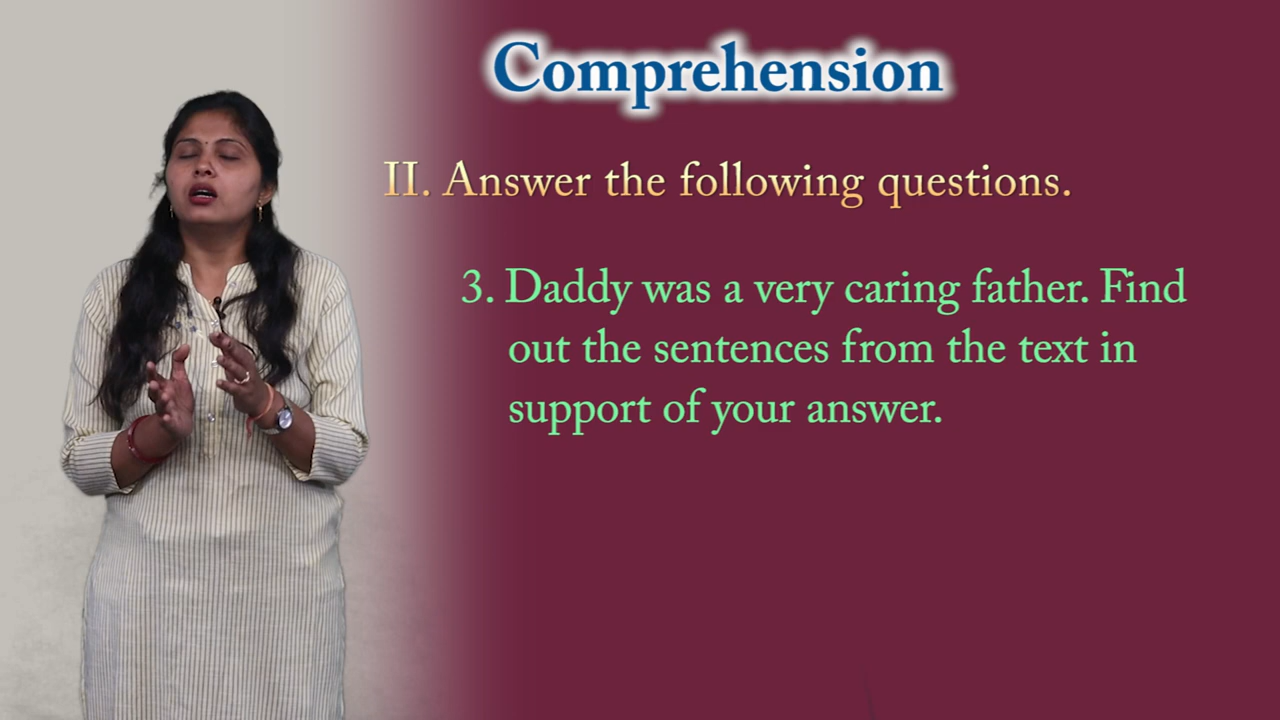 Comprehension
II. Answer the following questions.
3. Daddy was a very caring father. Find
out the sentences from the text in
support of your answer.